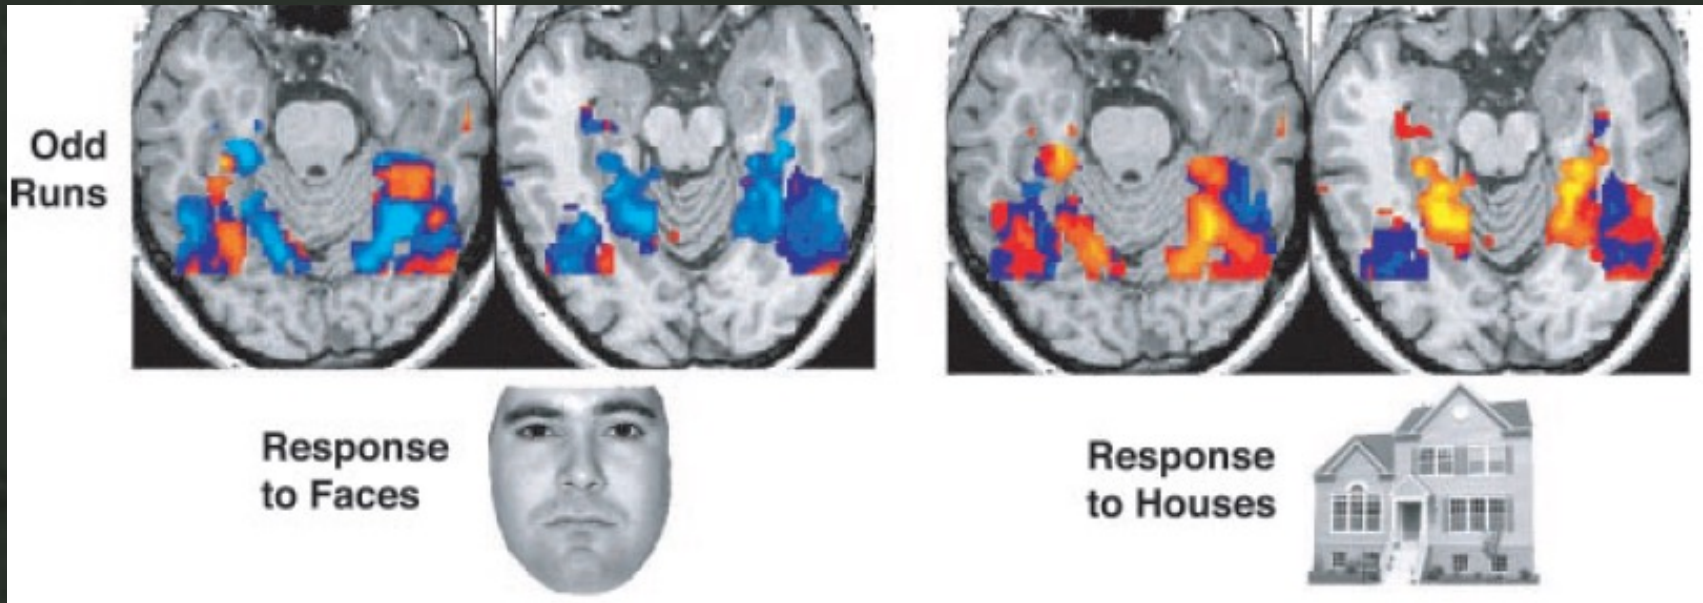 Odd
Runs
Response
to Faces
Response
to Houses